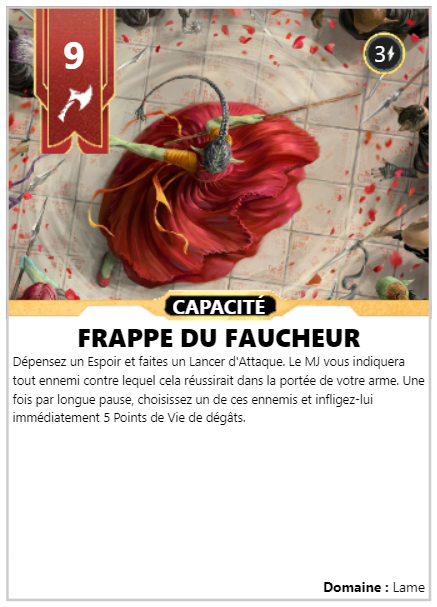 9
3
CAPACITÉ
FRAPPE DU FAUCHEUR
Dépensez un Espoir et faites un Lancer d'Attaque. Le MJ vous indiquera
tout ennemi contre lequel cela réussirait dans la portée de votre arme. Une
fois par longue pause, choisissez un de ces ennemis et infligez-lui
immédiatement 5 Points de Vie de dégâts.
Domaine : Lame